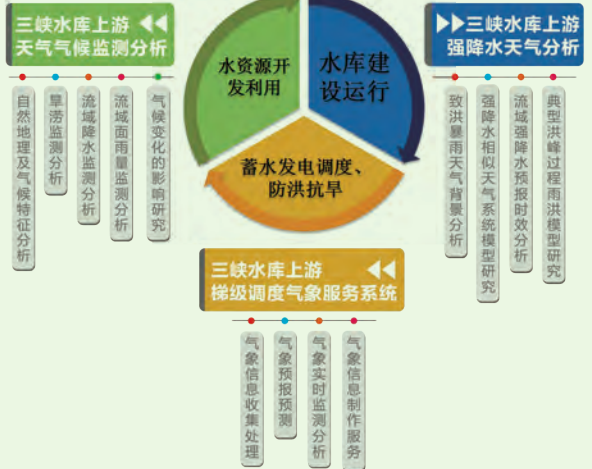 三峡水库上游
天气气候监测分析
自然地理及气候特征分析
旱涝监测分析
流域降水监测分析
流域面雨量监测分析
气候变化的影响研究
水资源开
发利用
水库建
设运行
蓄水发电调度、
防洪抗旱
三峡水库上游
强降水天气分析
致洪暴雨天气背景分析
强降水相似天气系统模型研究
流域强降水预报时效分析
典型洪峰过程雨洪模型研究
三峡水库上游
梯级调度气象服务系统
气象信息收集处理
气象预报预测
气象实时监测分析
气象信息制作服务